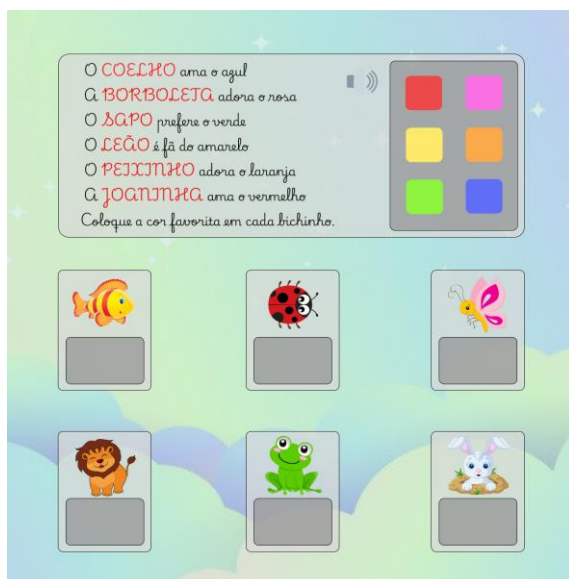 O COELHO ama o azul
A BORBOLETA adora o rosa
O SAPO prefere o verde
O LEÃO é fã do amarelo
O PEIXINHO adora o laranja
A JOANINHA ama o vermelho
Coloque a cor favorita em cada bichinho.